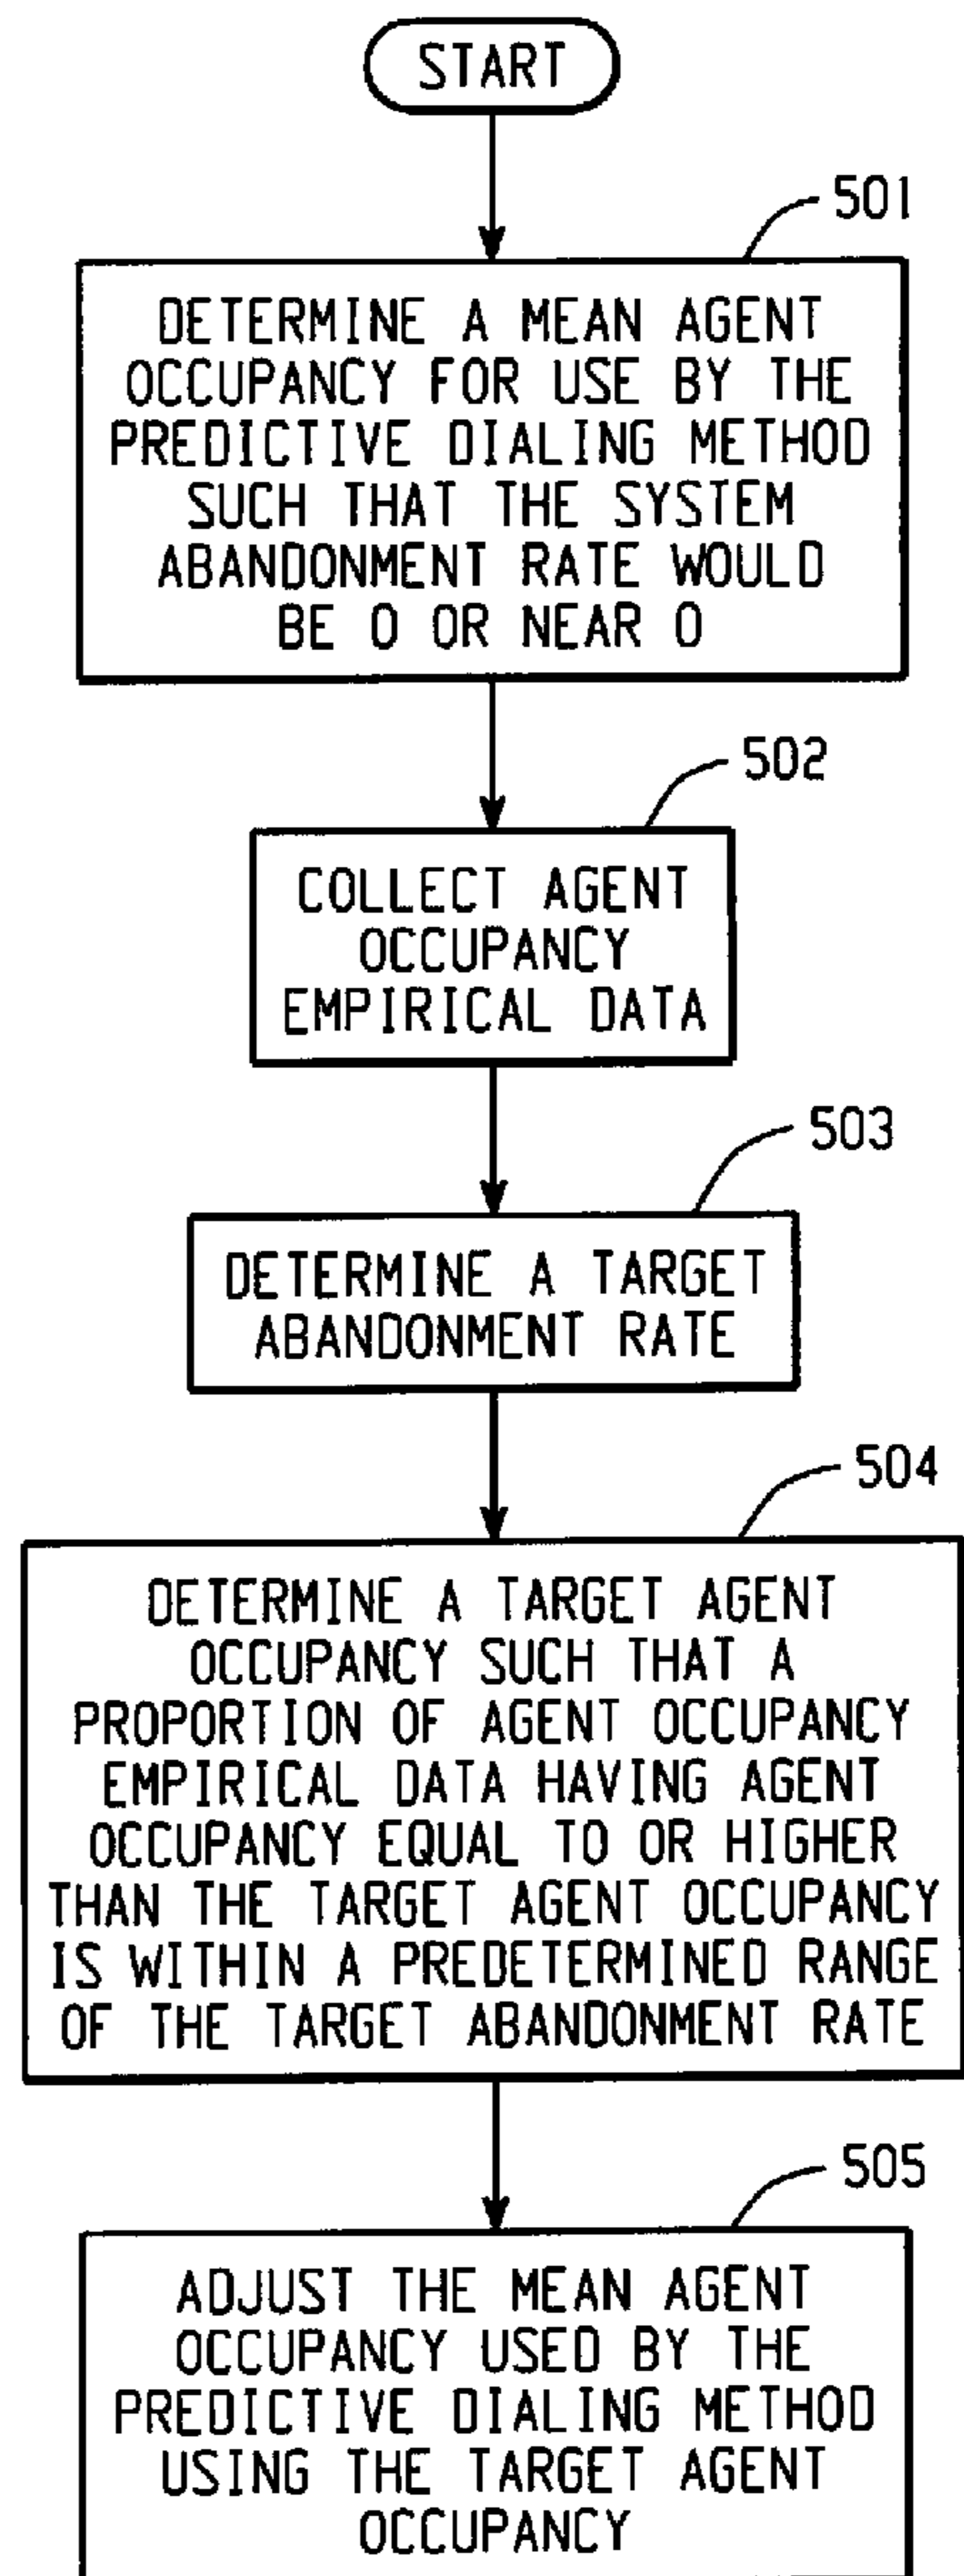 START
501
DETERMINE A MEAN AGENT
OCCUPANCY FOR USE BY THE
PREDICTIVE DIALING METHOD
SUCH THAT THE SYSTEM
ABANDONMENT RATE WOULD
BE 0 OR NEAR 0
502
COLLECT AGENT
OCCUPANCY
EMPIRICAL DATA
503
DETERMINE A TARGET
ABANDONMENT RATE
504
DETERMINE A TARGET AGENT
OCCUPANCY SUCH THAT A
PROPORTION OF AGENT OCCUPANCY
EMPIRICAL DATA HAVING AGENT
OCCUPANCY EQUAL TO OR HIGHER
THAN THE TARGET AGENT OCCUPANCY
IS WITHIN A PREDETERMINED RANGE
OF THE TARGET ABANDONMENT RATE
505
ADJUST THE MEAN AGENT
OCCUPANCY USED BY THE
PREDICTIVE DIALING METHOD
USING THE TARGET AGENT
OCCUPANCY